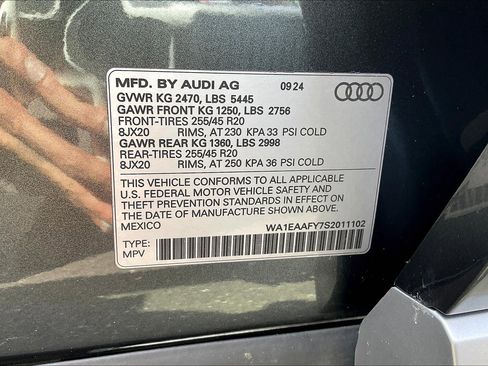 MFD. BY AUDI AG 09 24
GVWR KG 2470, LBS 5445
GAWR FRONT KG 1250, LBS 2756
FRONT-TIRES 255/45 R20
8JX20 RIMS, AT 230 KPA 33 PSI COLD
GAWR REAR KG 1360, LBS 2998
REAR-TIRES 255/45 R20
8JX20 RIMS, AT 250 KPA 36 PSI COLD
THIS VEHICLE CONFORMS TO ALL APPLICABLE
U.S. FEDERAL MOTOR VEHICLE SAFETY AND
THEFT PREVENTION STANDARDS IN EFFECT ON
THE DATE OF MANUFACTURE SHOWN ABOVE.
MEXICO WA1EAAFY7S2011102
TYPE:
MPV